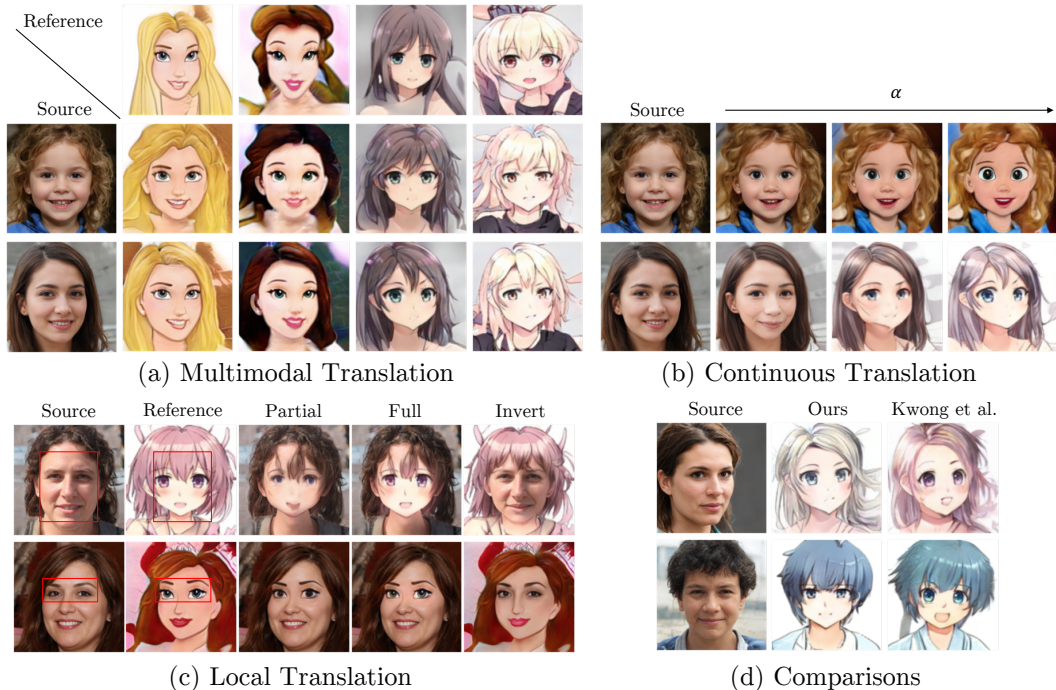 Reference
Source
(a) Multimodal Translation
Source
α
(b) Continuous Translation
Source Reference Partial Full Invert
(c) Local Translation
Source Ours Kwong et al.
(d) Comparisons